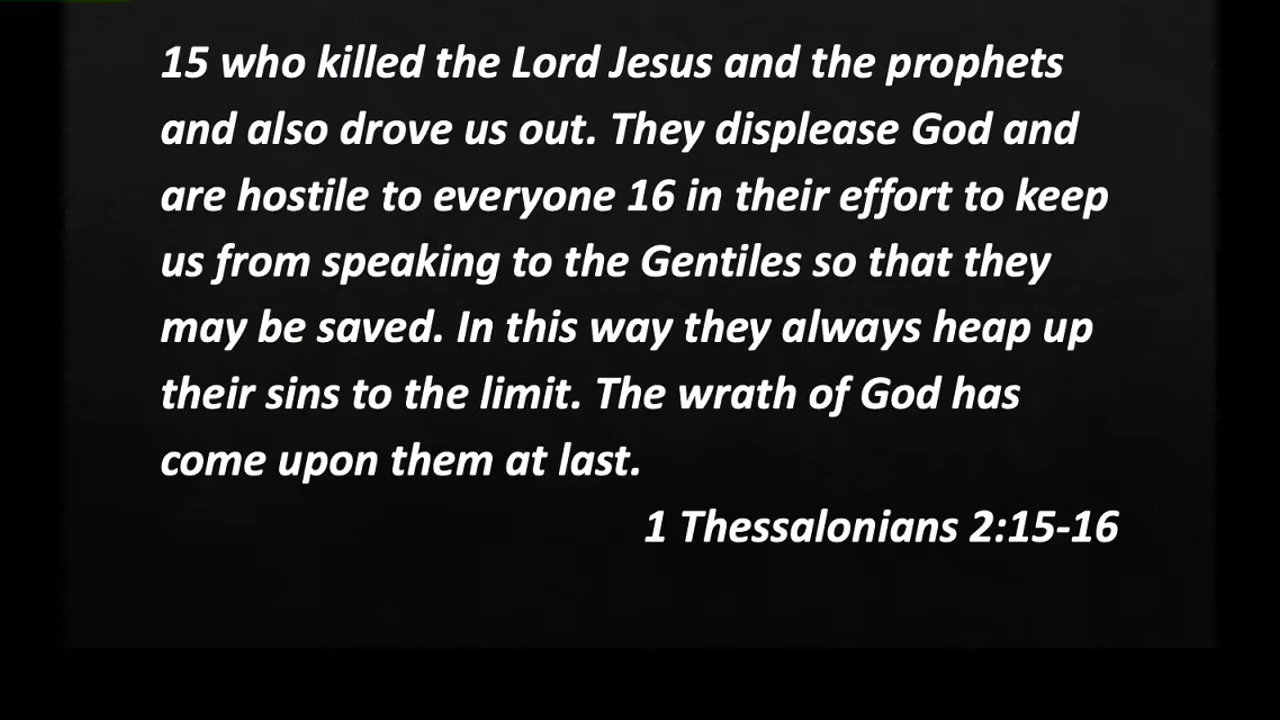 15 who killed the Lord Jesus and the prophets
and also drove us out. They displease God and
are hostile to everyone 16 in their effort to keep
us from speaking to the Gentiles so that they
may be saved. In this way they always heap up
their sins to the limit. The wrath of God has
come upon them at last.
1 Thessalonians 2:15-16